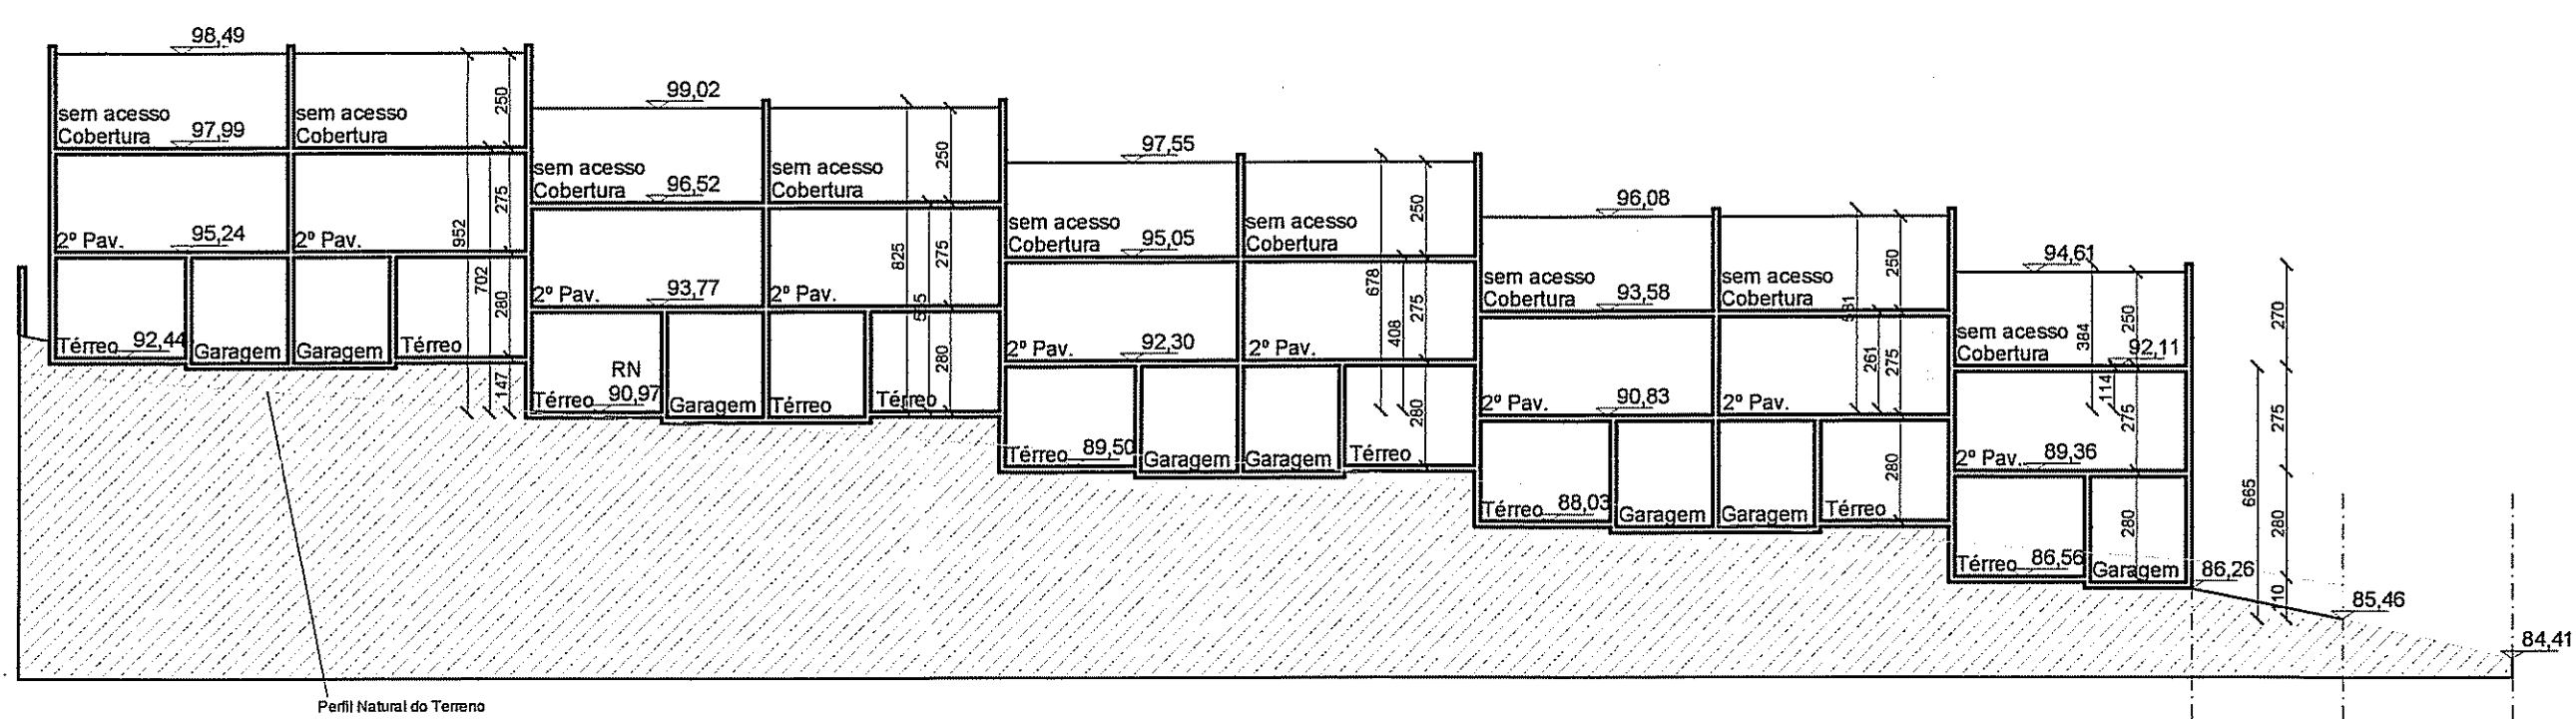 98,49
sem acesso
Cobertura
97,99
sem acesso
Cobertura
2º Pav.
95,24
2º Pav.
Térreo
92,44
Garagem
Garagem
Térreo
952
702
250
275
280
147
99,02
sem acesso
Cobertura
96,52
sem acesso
Cobertura
2º Pav.
93,77
2º Pav.
RN
Térreo
90,97
Garagem
Térreo
Térreo
825
250
275
280
97,55
sem acesso
Cobertura
95,05
sem acesso
Cobertura
2º Pav.
92,30
2º Pav.
Térreo
89,50
Garagem
Garagem
Térreo
678
408
250
275
280
96,08
sem acesso
Cobertura
93,58
sem acesso
Cobertura
2º Pav.
90,83
2º Pav.
Térreo
88,03
Garagem
Garagem
Térreo
261
250
275
280
94,61
sem acesso
Cobertura
92,11
2º Pav.
89,36
Térreo
86,56
Garagem
384
114
250
275
280
86,26
665
270
275
280
110
85,46
84,41
Perfil Natural do Terreno